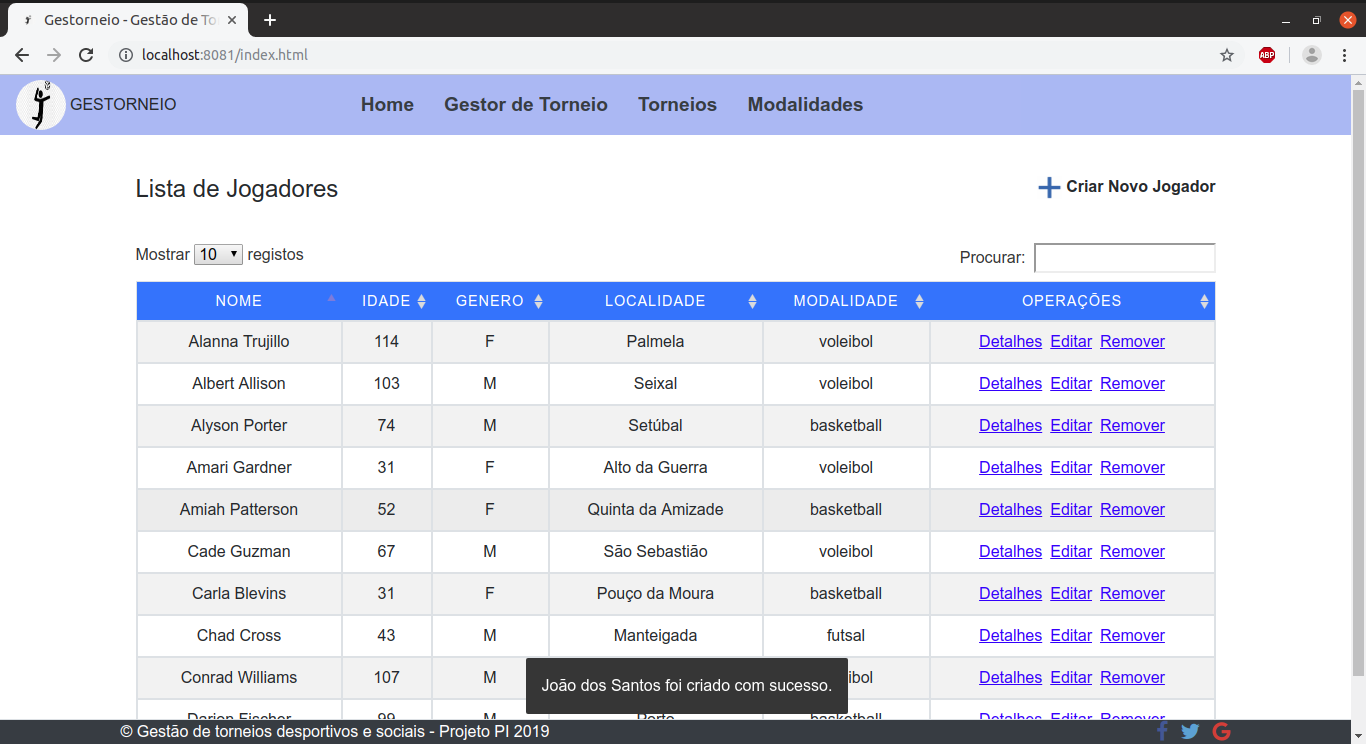 Gestorneio - Gestão de To
localhost:8081/index.html
ABP
GESTORNEIO Home Gestor de Torneio Torneios Modalidades
Lista de Jogadores Criar Novo Jogador
Mostrar 10 registos Procurar:
NOME IDADE GENERO LOCALIDADE MODALIDADE OPERAÇÕES
Alanna Trujillo 114 F Palmela voleibol Detalhes Editar Remover
Albert Allison 103 M Seixal voleibol Detalhes Editar Remover
Alyson Porter 74 M Setúbal basketball Detalhes Editar Remover
Amari Gardner 31 F Alto da Guerra voleibol Detalhes Editar Remover
Amiah Patterson 52 F Quinta da Amizade basketball Detalhes Editar Remover
Cade Guzman 67 M São Sebastião voleibol Detalhes Editar Remover
Carla Blevins 31 F Pouço da Moura basketball Detalhes Editar Remover
Chad Cross 43 M Manteigada futsal Detalhes Editar Remover
Conrad Williams 107 M ibol Detalhes Editar Remover
João dos Santos foi criado com sucesso.
Darion Fischer 99 M Porto basketball Detalhes Editar Remover
© Gestão de torneios desportivos e sociais - Projeto PI 2019